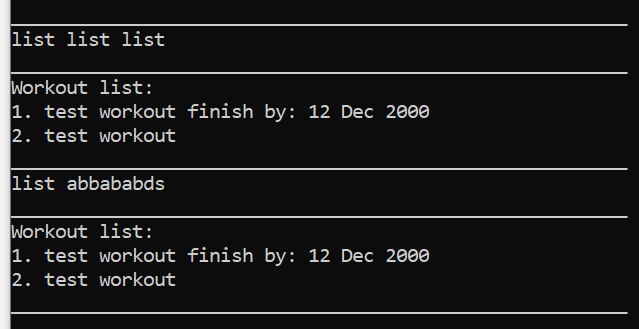 list list list
Workout list:
1. test workout finish by: 12 Dec 2000
2. test workout
list abbababds
Workout list:
1. test workout finish by: 12 Dec 2000
2. test workout